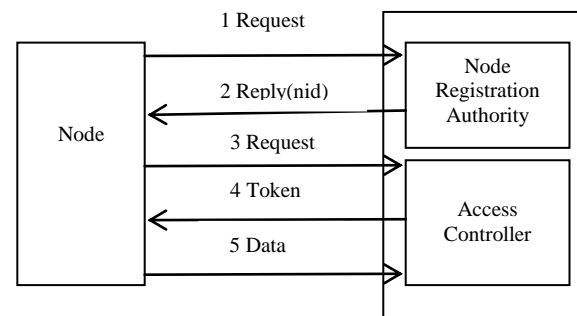 1 Request
Node
Registration
Authority
2 Reply(nid)
Node
3 Request
4 Token
Access
Controller
5 Data